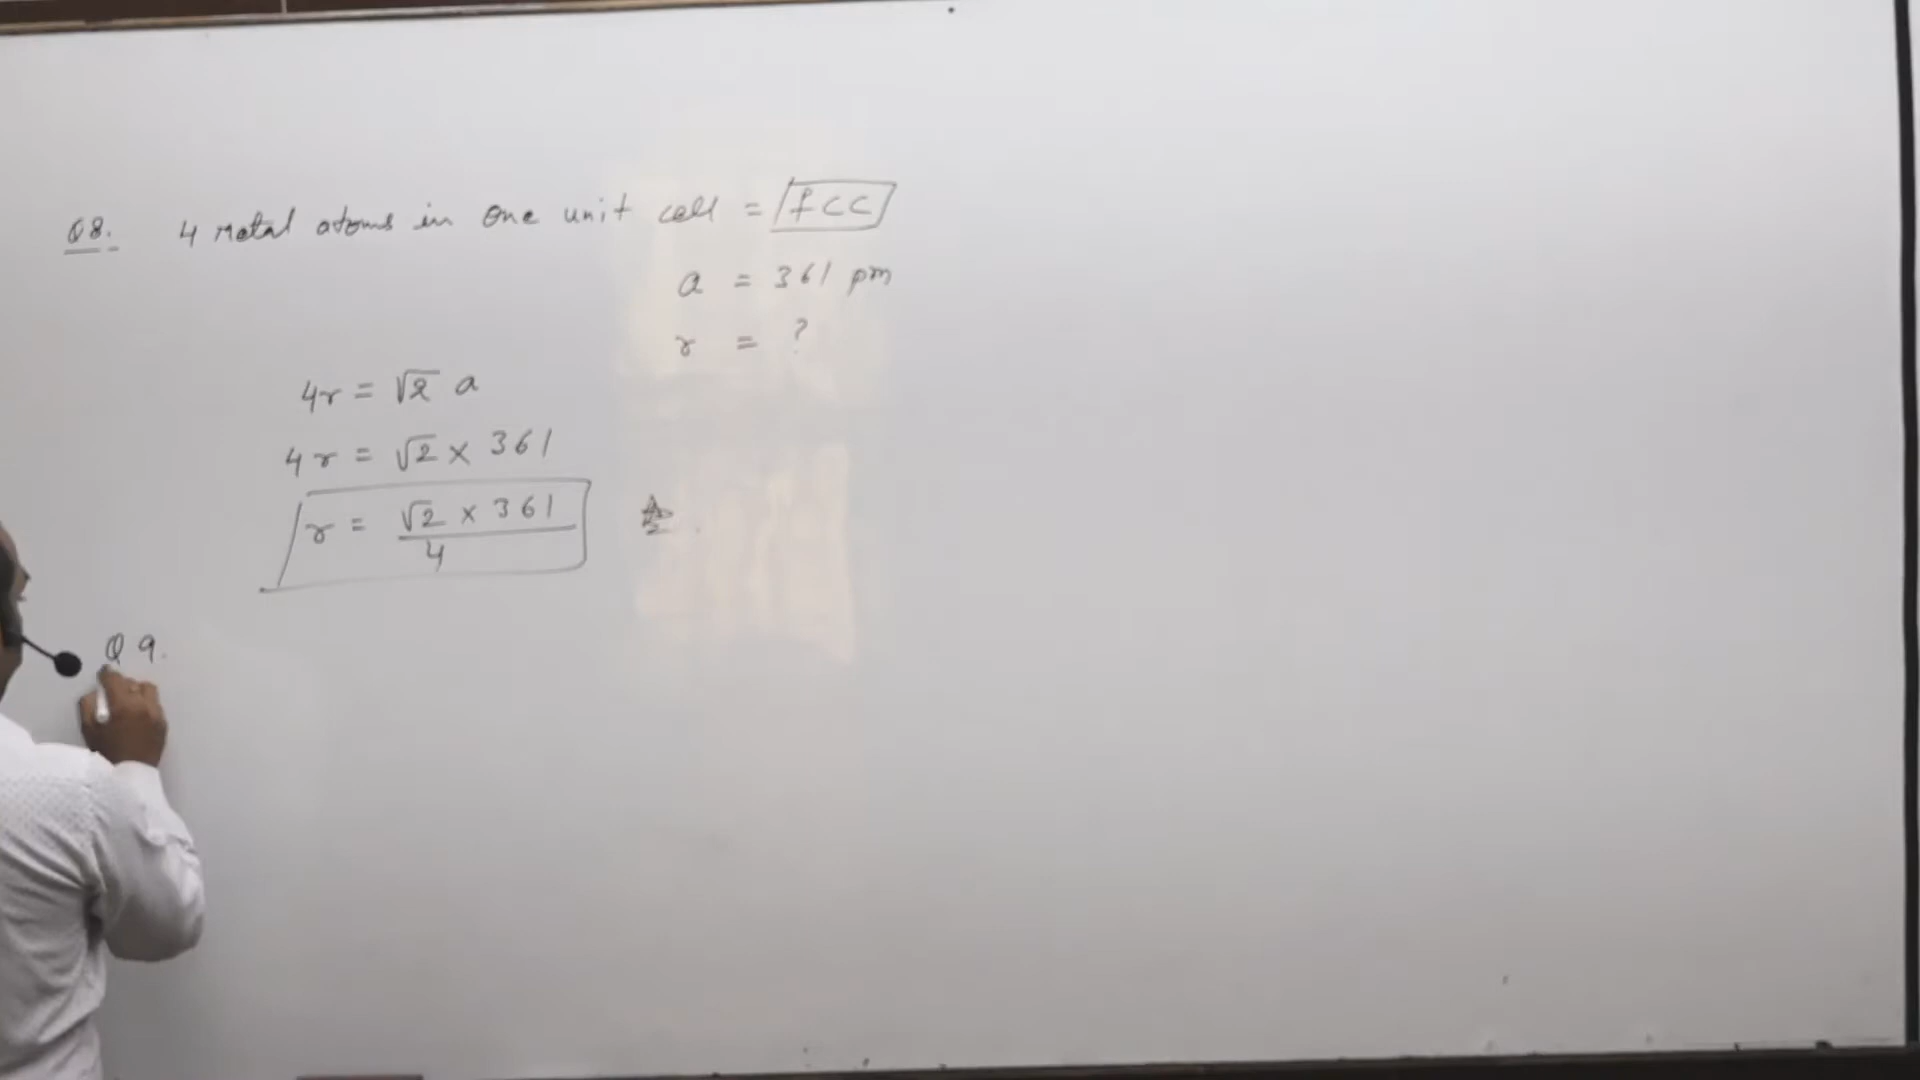 Q8. 4 Metal atoms in one unit cell = fcc
a = 361 pm
r = ?
4r = √2 a
4r = √2 × 361
r = √2 × 361 / 4
Q 9.